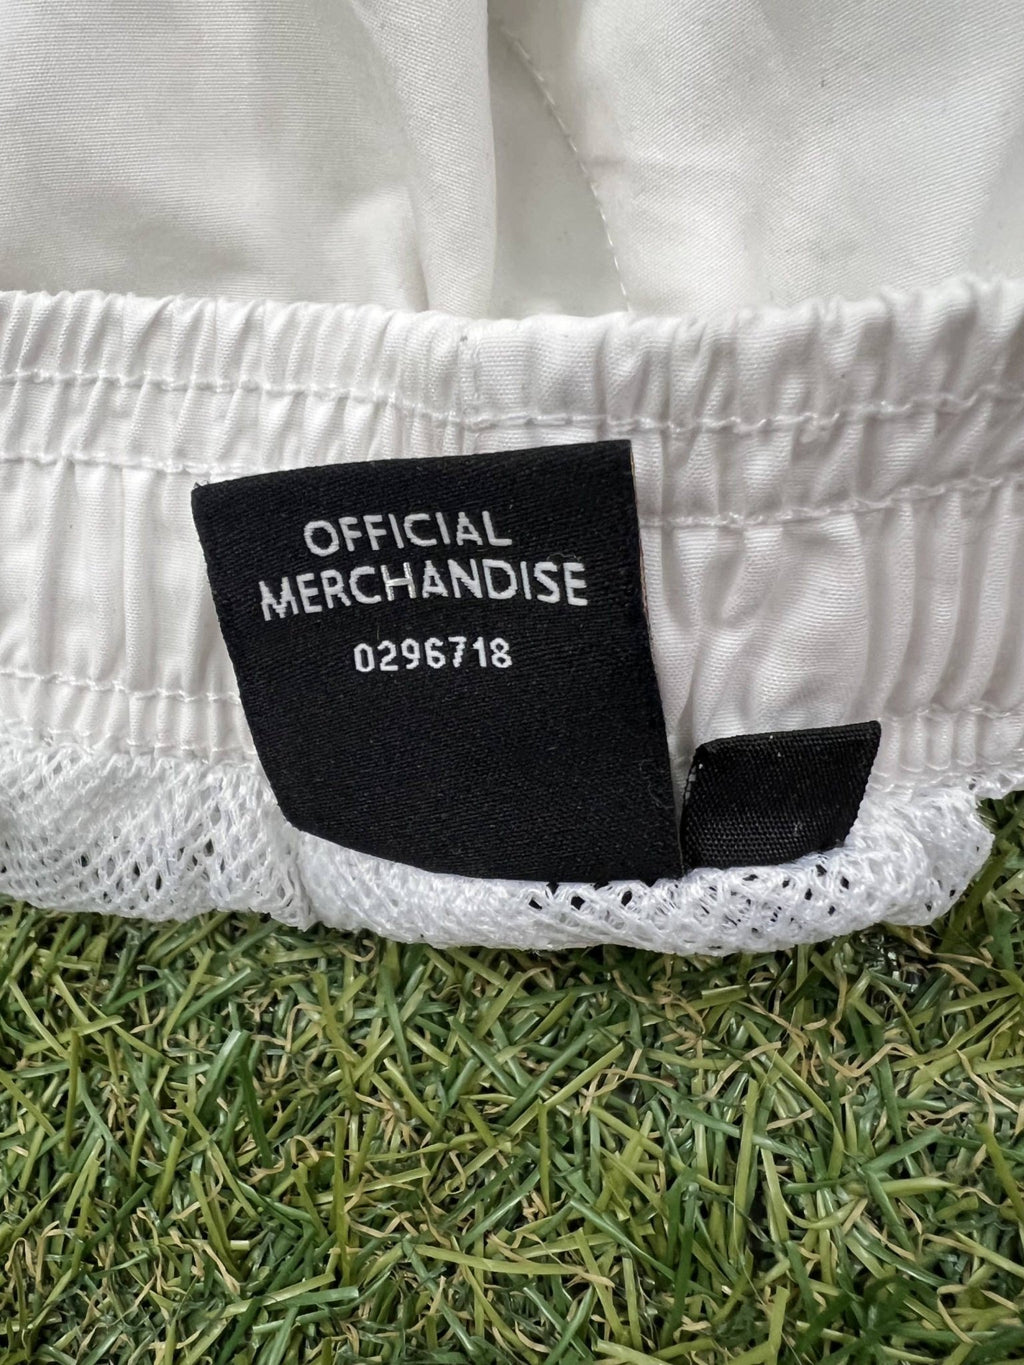 OFFICIAL
MERCHANDISE
0296718